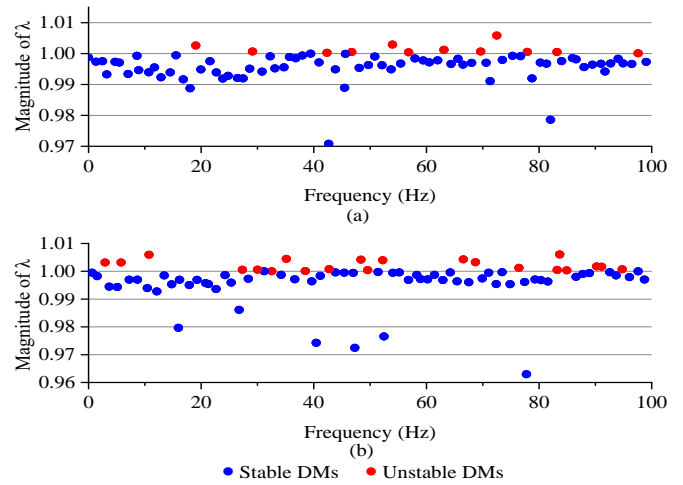 Magnitude of λ
1.01
1.00
0.99
0.98
0.97
0 20 40 60 80 100
Frequency (Hz)
(a)
Magnitude of λ
1.01
1.00
0.99
0.98
0.97
0.96
0 20 40 60 80 100
Frequency (Hz)
(b)
Stable DMs Unstable DMs